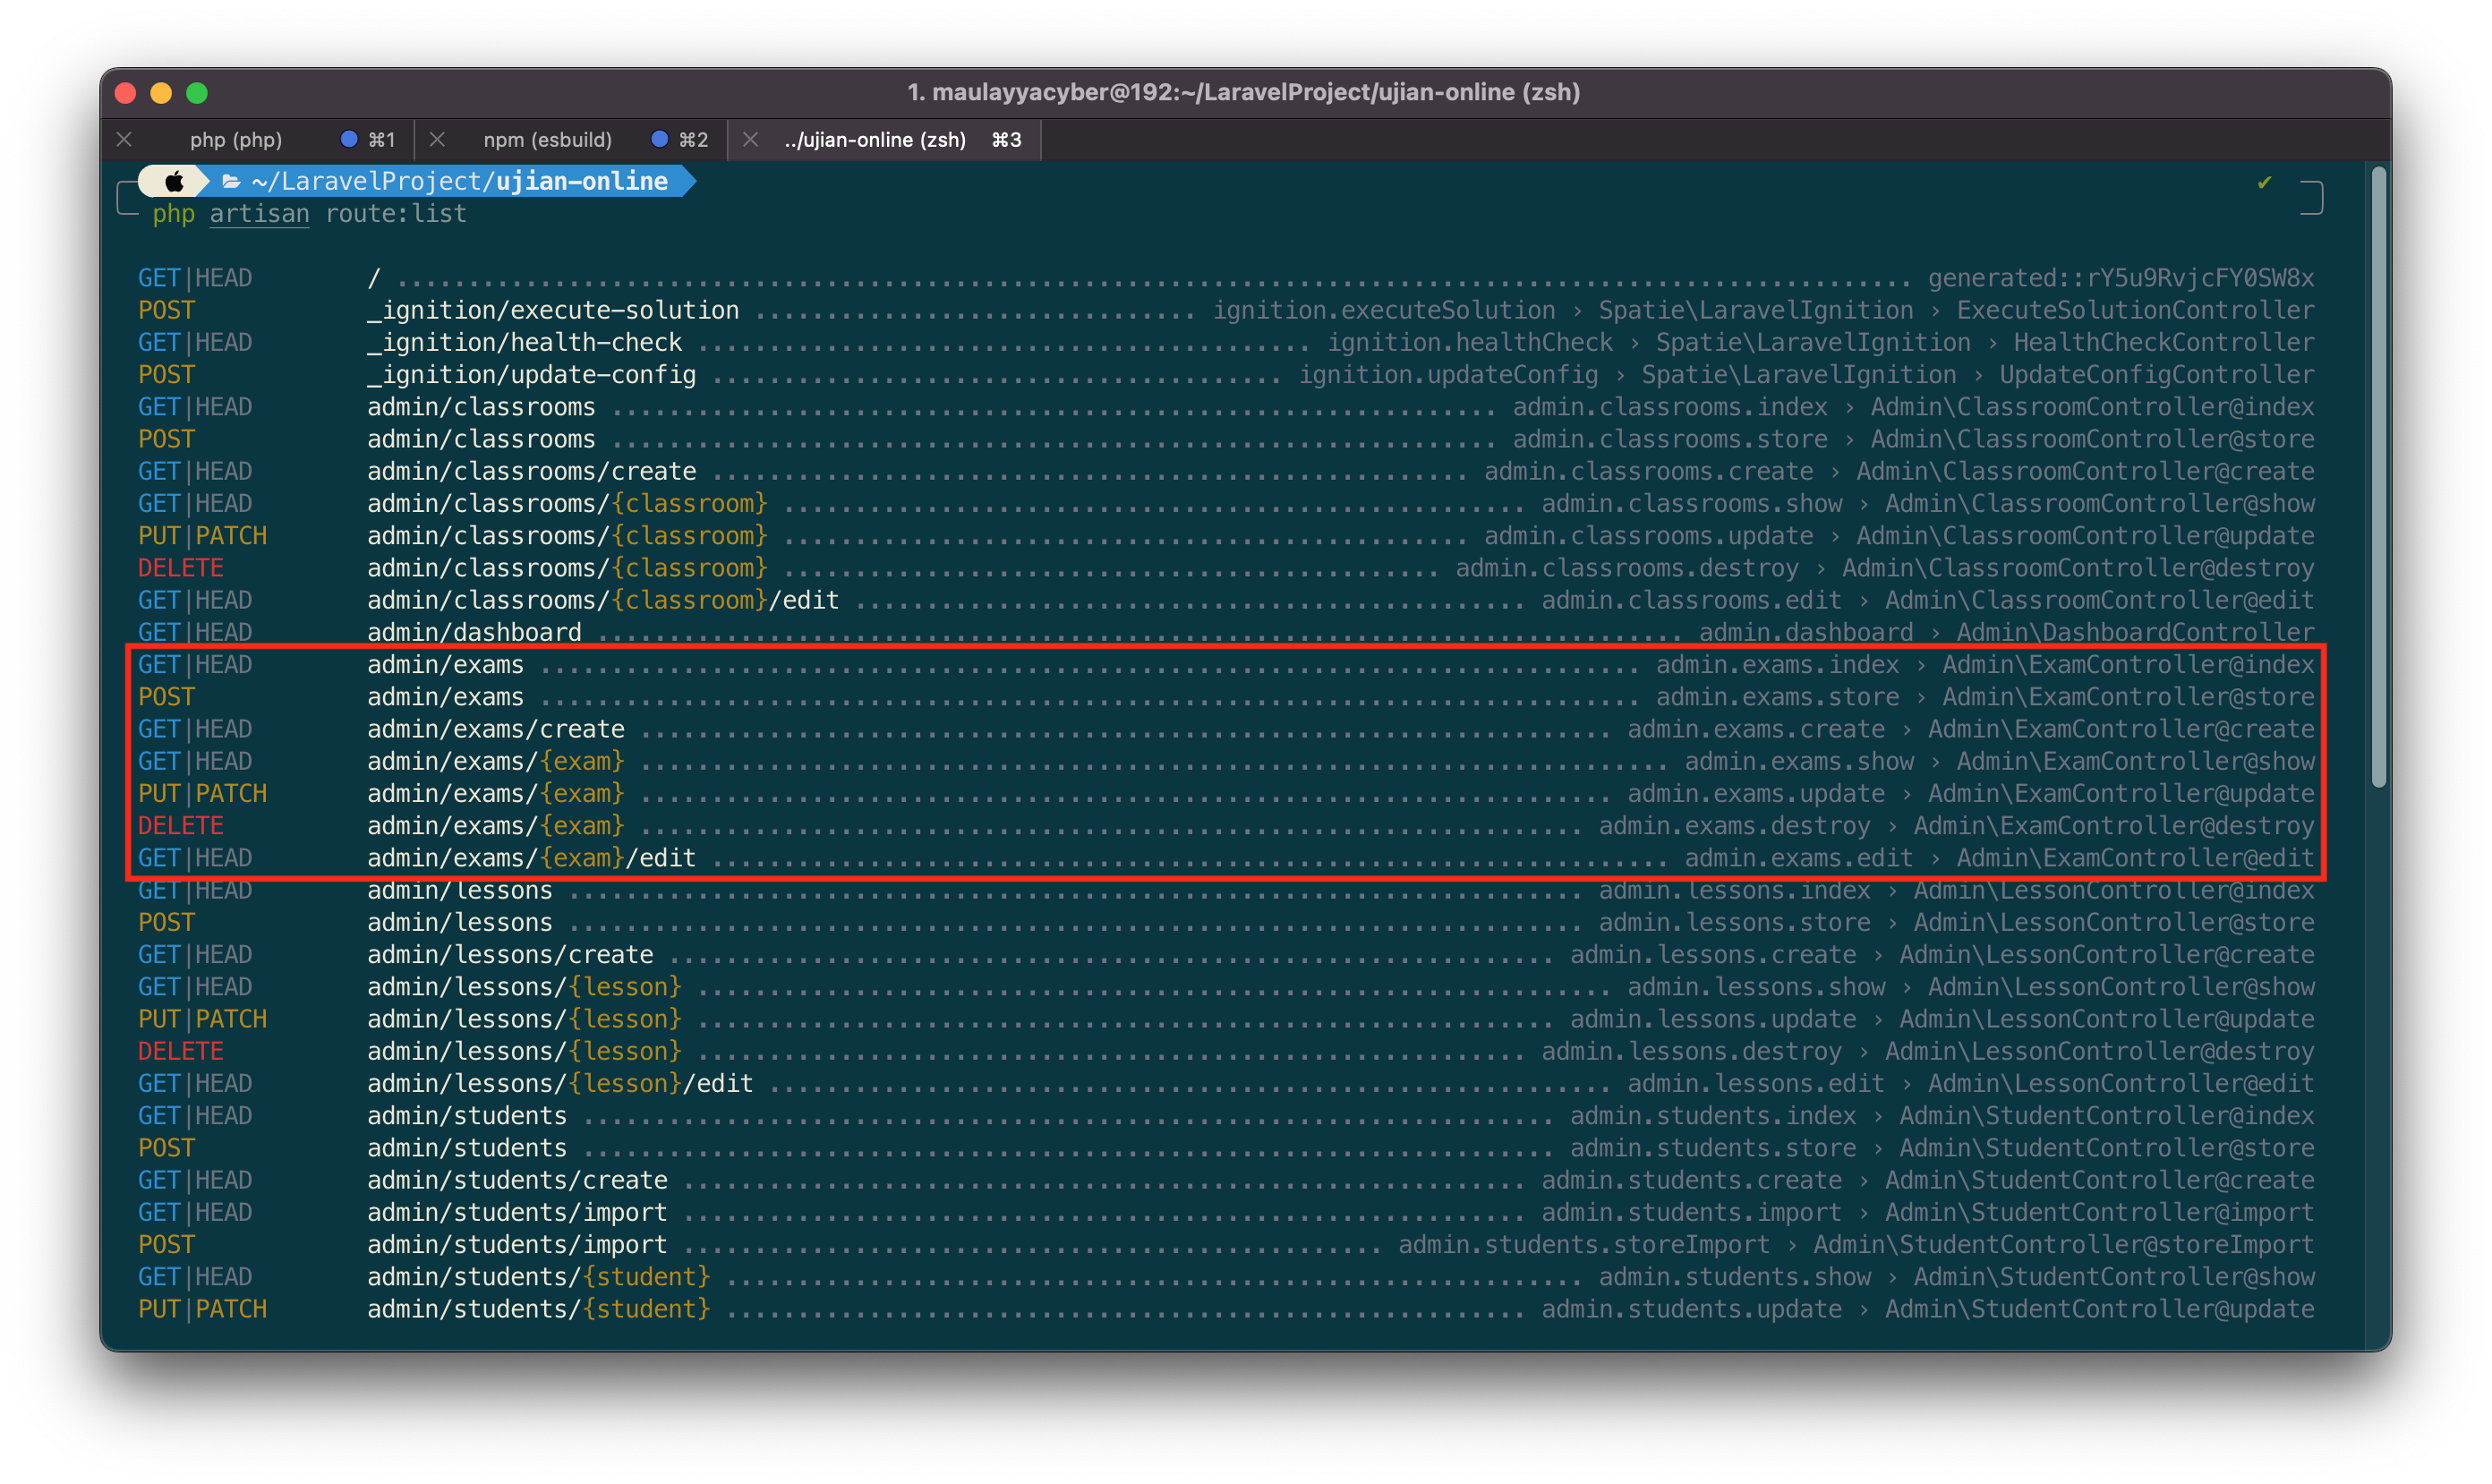 1. maulayyacyber@192:~/LaravelProject/ujian-online (zsh)
php (php) ⌘1 npm (esbuild) ⌘2 ../ujian-online (zsh) ⌘3
~/LaravelProject/ujian-online ✔
php artisan route:list
GET|HEAD / ........ generated::rY5u9RvjcFY0SW8x
POST _ignition/execute-solution ........ ignition.executeSolution › Spatie\LaravelIgnition › ExecuteSolutionController
GET|HEAD _ignition/health-check ........ ignition.healthCheck › Spatie\LaravelIgnition › HealthCheckController
POST _ignition/update-config ........ ignition.updateConfig › Spatie\LaravelIgnition › UpdateConfigController
GET|HEAD admin/classrooms ........ admin.classrooms.index › Admin\ClassroomController@index
POST admin/classrooms ........ admin.classrooms.store › Admin\ClassroomController@store
GET|HEAD admin/classrooms/create ........ admin.classrooms.create › Admin\ClassroomController@create
GET|HEAD admin/classrooms/{classroom} ........ admin.classrooms.show › Admin\ClassroomController@show
PUT|PATCH admin/classrooms/{classroom} ........ admin.classrooms.update › Admin\ClassroomController@update
DELETE admin/classrooms/{classroom} ........ admin.classrooms.destroy › Admin\ClassroomController@destroy
GET|HEAD admin/classrooms/{classroom}/edit ........ admin.classrooms.edit › Admin\ClassroomController@edit
GET|HEAD admin/dashboard ........ admin.dashboard › Admin\DashboardController
GET|HEAD admin/exams ........ admin.exams.index › Admin\ExamController@index
POST admin/exams ........ admin.exams.store › Admin\ExamController@store
GET|HEAD admin/exams/create ........ admin.exams.create › Admin\ExamController@create
GET|HEAD admin/exams/{exam} ........ admin.exams.show › Admin\ExamController@show
PUT|PATCH admin/exams/{exam} ........ admin.exams.update › Admin\ExamController@update
DELETE admin/exams/{exam} ........ admin.exams.destroy › Admin\ExamController@destroy
GET|HEAD admin/exams/{exam}/edit ........ admin.exams.edit › Admin\ExamController@edit
GET|HEAD admin/lessons ........ admin.lessons.index › Admin\LessonController@index
POST admin/lessons ........ admin.lessons.store › Admin\LessonController@store
GET|HEAD admin/lessons/create ........ admin.lessons.create › Admin\LessonController@create
GET|HEAD admin/lessons/{lesson} ........ admin.lessons.show › Admin\LessonController@show
PUT|PATCH admin/lessons/{lesson} ........ admin.lessons.update › Admin\LessonController@update
DELETE admin/lessons/{lesson} ........ admin.lessons.destroy › Admin\LessonController@destroy
GET|HEAD admin/lessons/{lesson}/edit ........ admin.lessons.edit › Admin\LessonController@edit
GET|HEAD admin/students ........ admin.students.index › Admin\StudentController@index
POST admin/students ........ admin.students.store › Admin\StudentController@store
GET|HEAD admin/students/create ........ admin.students.create › Admin\StudentController@create
GET|HEAD admin/students/import ........ admin.students.import › Admin\StudentController@import
POST admin/students/import ........ admin.students.storeImport › Admin\StudentController@storeImport
GET|HEAD admin/students/{student} ........ admin.students.show › Admin\StudentController@show
PUT|PATCH admin/students/{student} ........ admin.students.update › Admin\StudentController@update